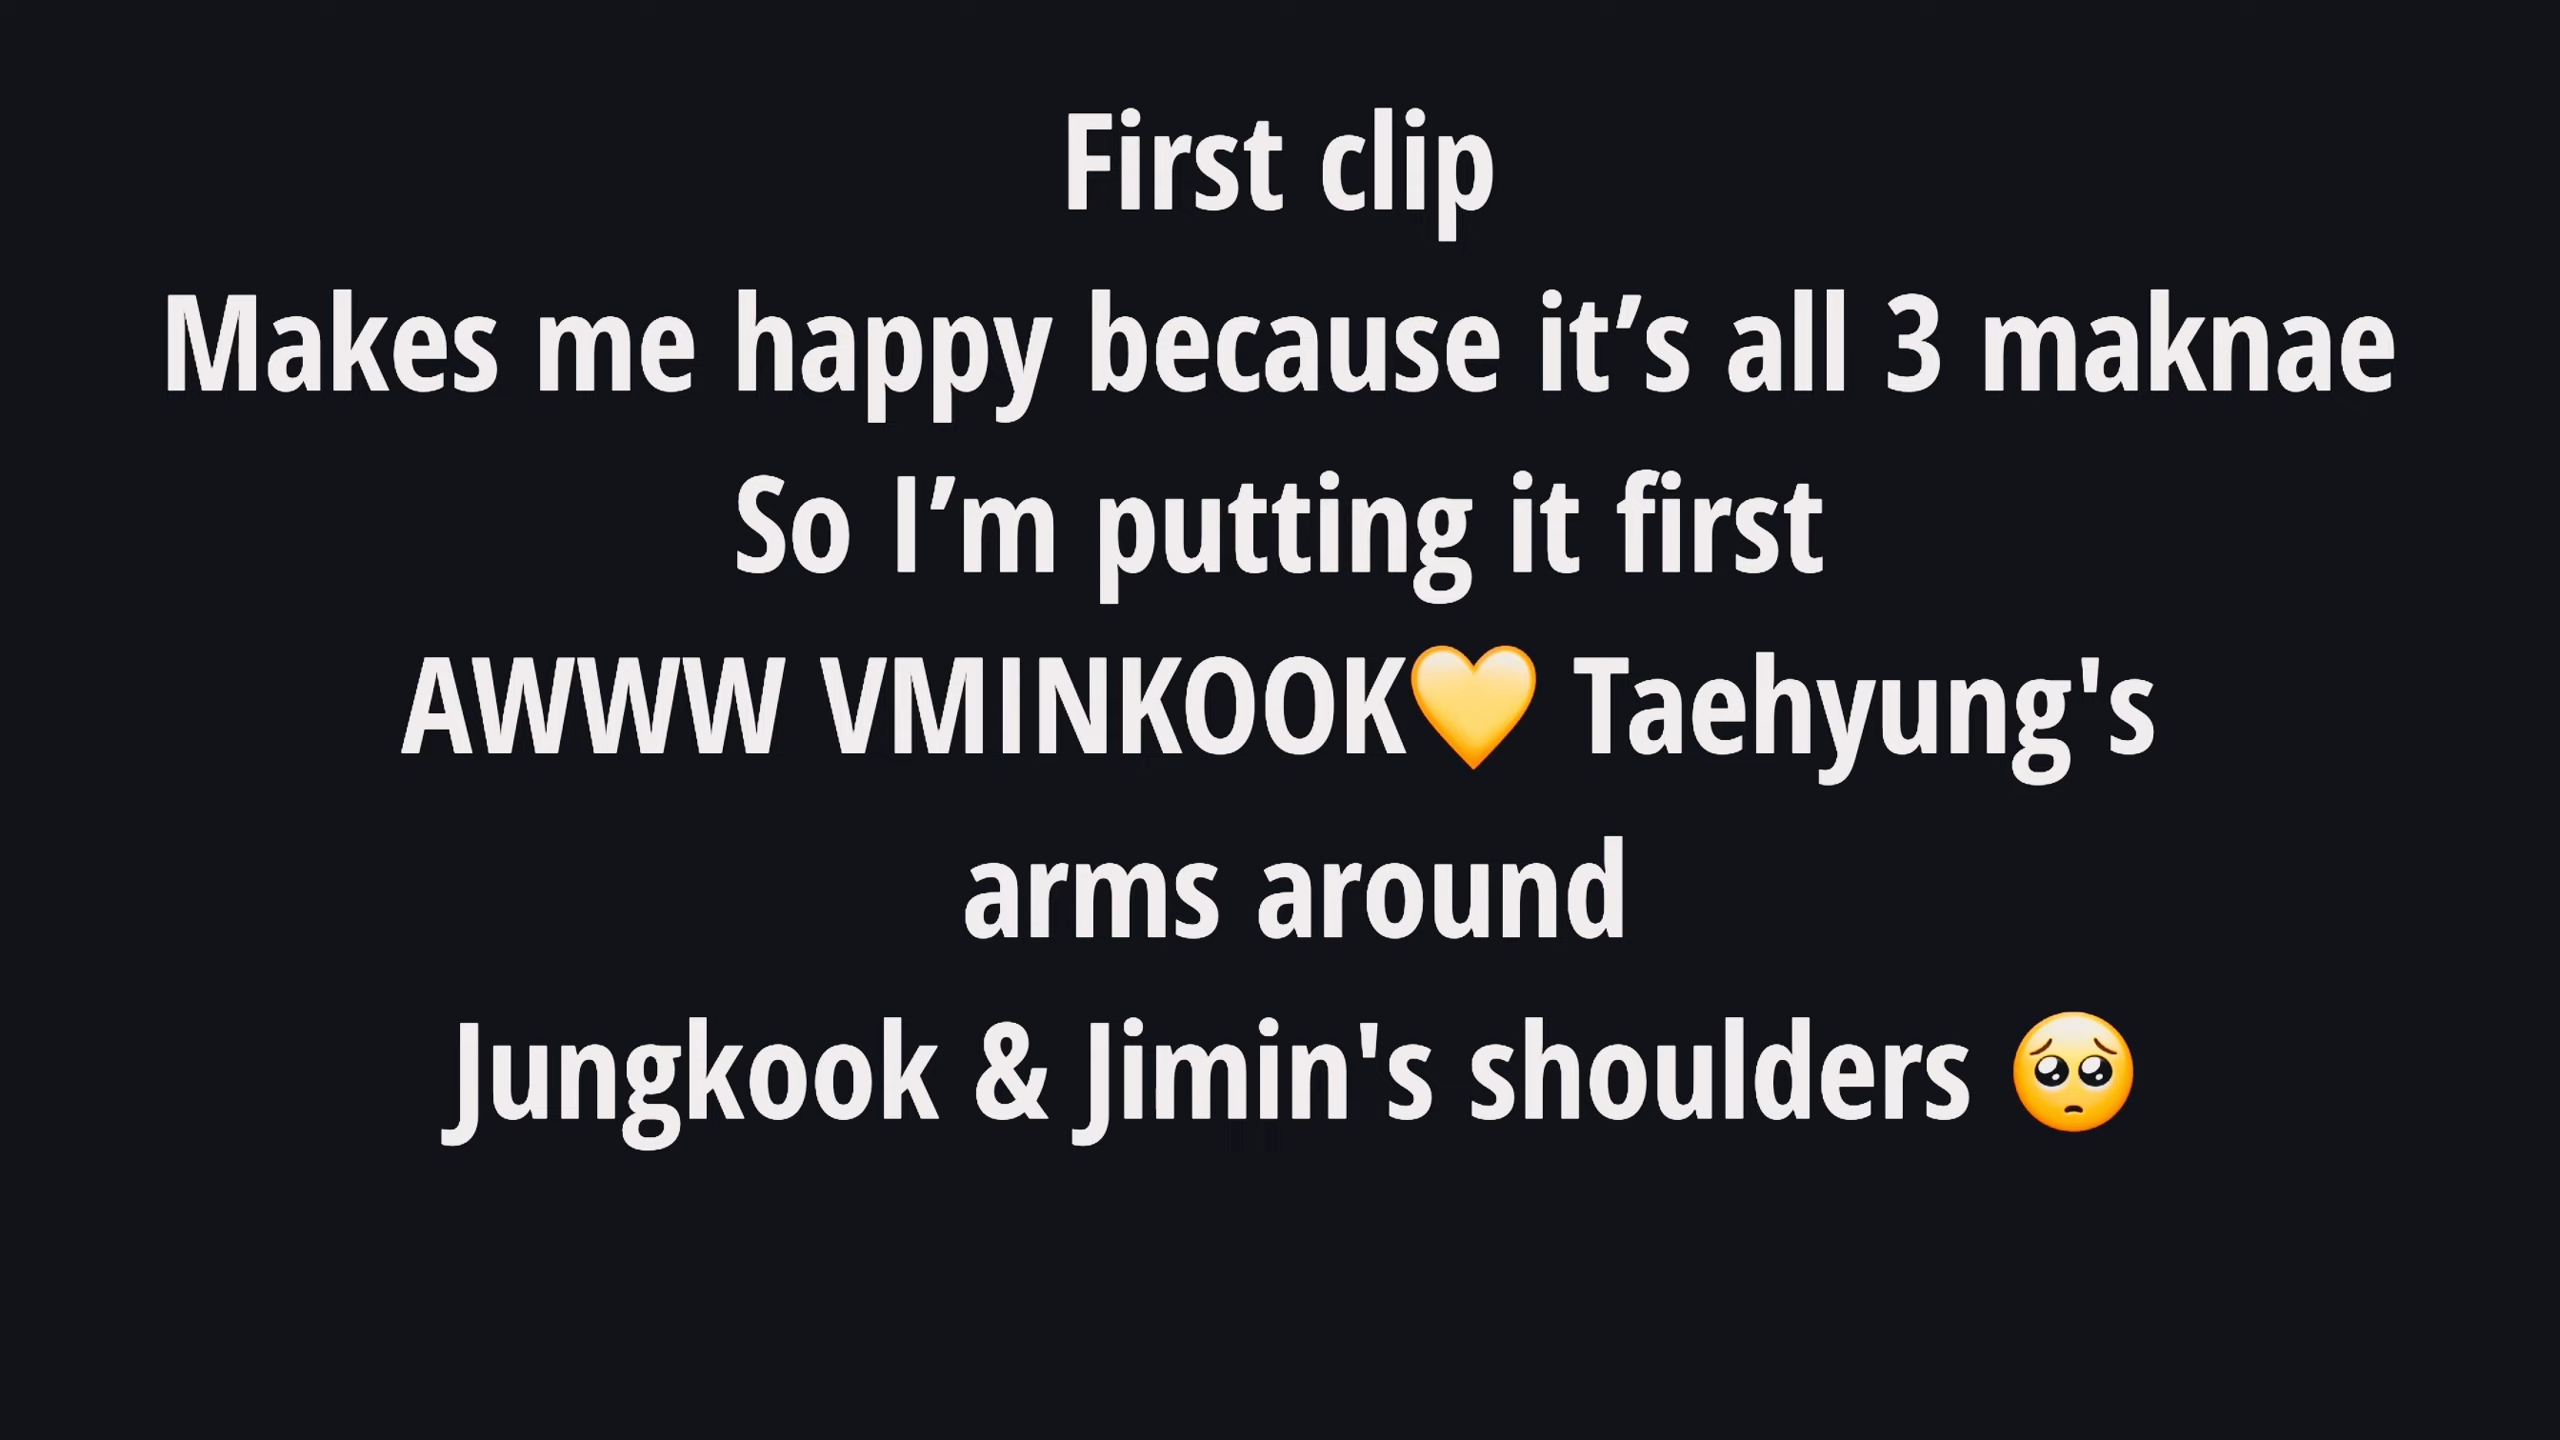 First clip
Makes me happy because it’s all 3 maknae
So I’m putting it first
AWWW VMINKOOK💛 Taehyung's
arms around
Jungkook & Jimin's shoulders 🥺